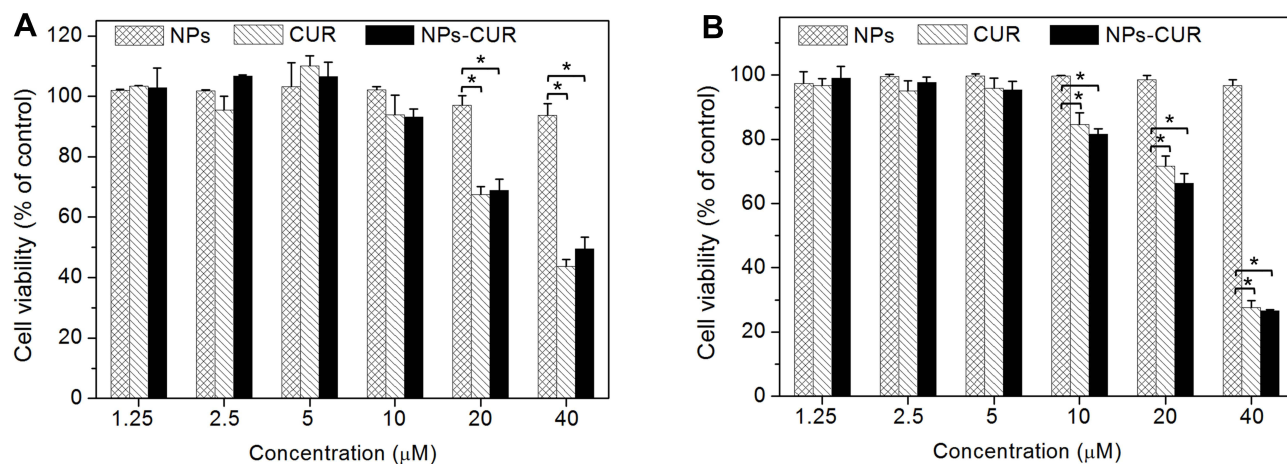 A
NPs CUR NPs-CUR
120
100
80
60
40
20
0
* *
* *
1.25 2.5 5 10 20 40
Concentration (μM)
Cell viability (% of control)
B
NPs CUR NPs-CUR
100
80
60
40
20
0
* * *
* * *
1.25 2.5 5 10 20 40
Concentration (μM)
Cell viability (% of control)